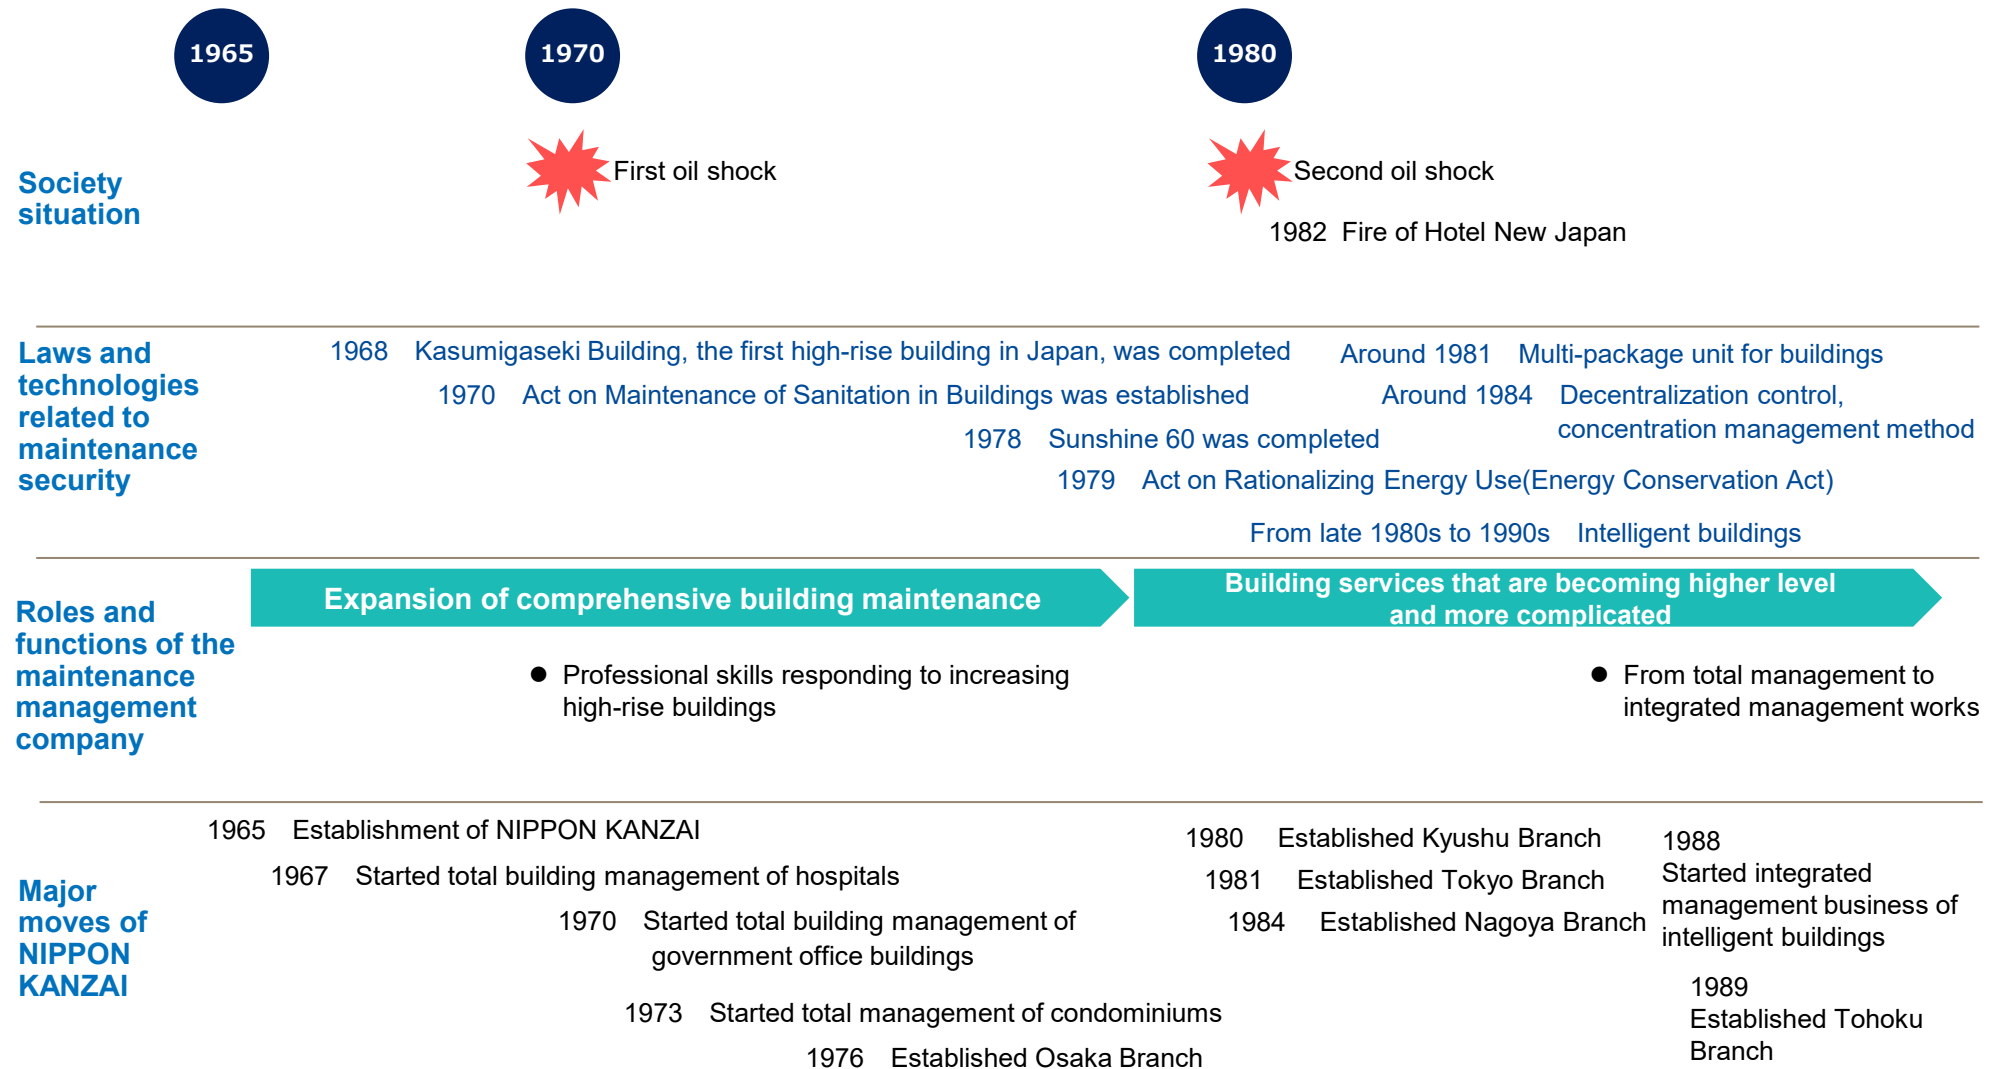 1965
1970
1980
Society
situation
First oil shock
Second oil shock
1982 Fire of Hotel New Japan
Laws and
technologies
related to
maintenance
security
1968 Kasumigaseki Building, the first high-rise building in Japan, was completed
1970 Act on Maintenance of Sanitation in Buildings was established
1978 Sunshine 60 was completed
1979 Act on Rationalizing Energy Use(Energy Conservation Act)
Around 1981 Multi-package unit for buildings
Around 1984 Decentralization control,
concentration management method
From late 1980s to 1990s Intelligent buildings
Roles and
functions of the
maintenance
management
company
Expansion of comprehensive building maintenance
Building services that are becoming higher level
and more complicated
● Professional skills responding to increasing
high-rise buildings
● From total management to
integrated management works
Major
moves of
NIPPON
KANZAI
1965 Establishment of NIPPON KANZAI
1967 Started total building management of hospitals
1970 Started total building management of
government office buildings
1973 Started total management of condominiums
1976 Established Osaka Branch
1980 Established Kyushu Branch
1981 Established Tokyo Branch
1984 Established Nagoya Branch
1988
Started integrated
management business of
intelligent buildings
1989
Established Tohoku
Branch